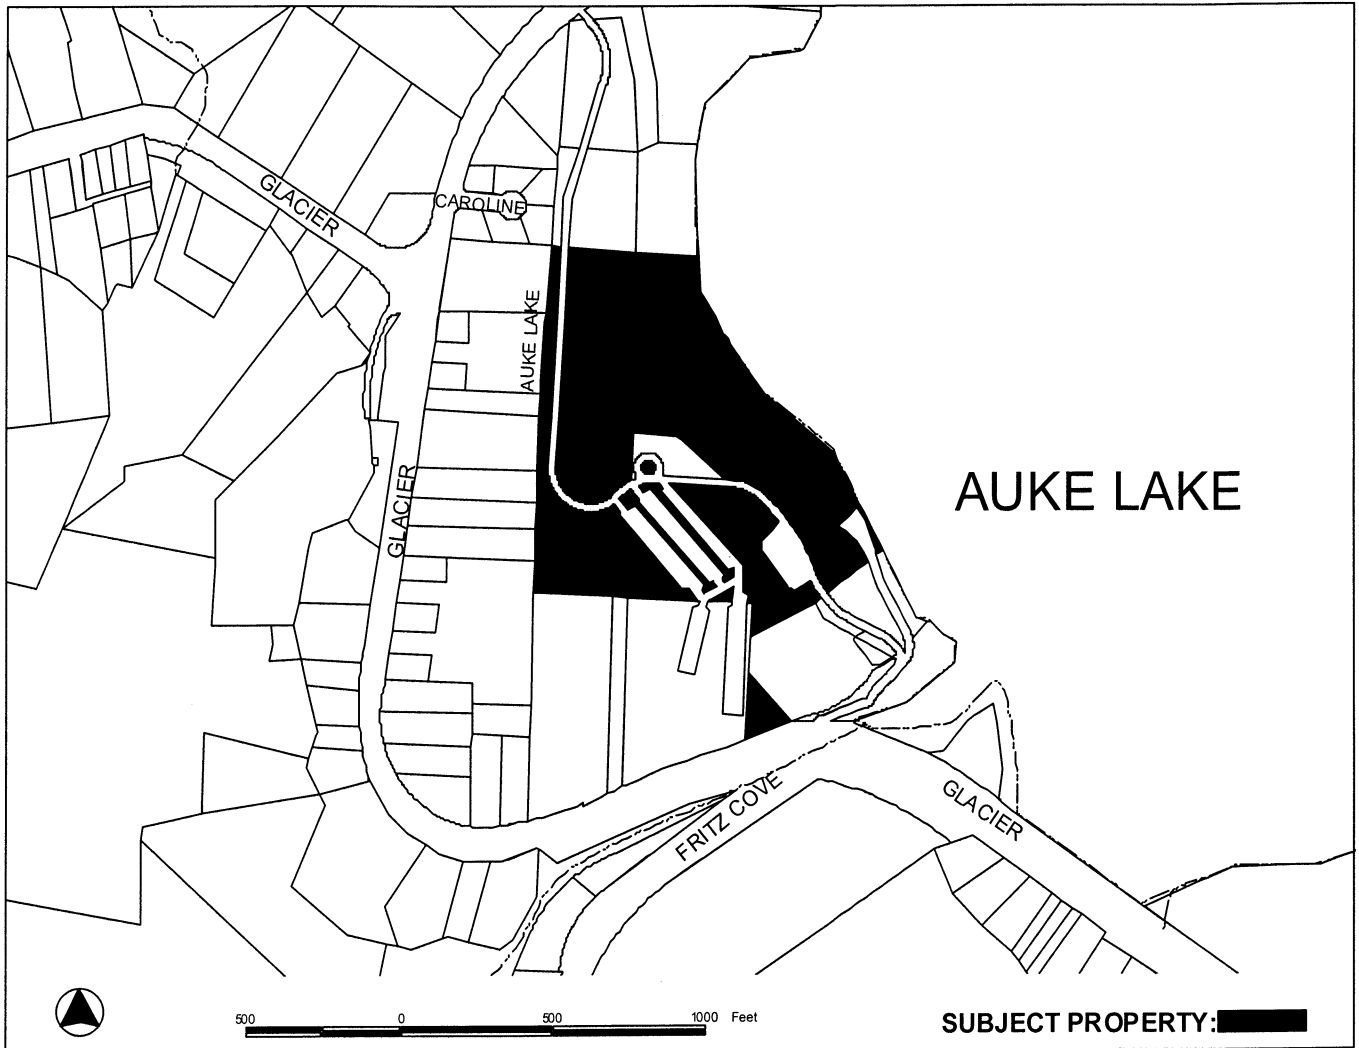 GLACIER
CAROLINE
AUKE LAKE
GLACIER
AUKE LAKE
FRITZ COVE
GLACIER
500 0 500 1000 Feet
SUBJECT PROPERTY: